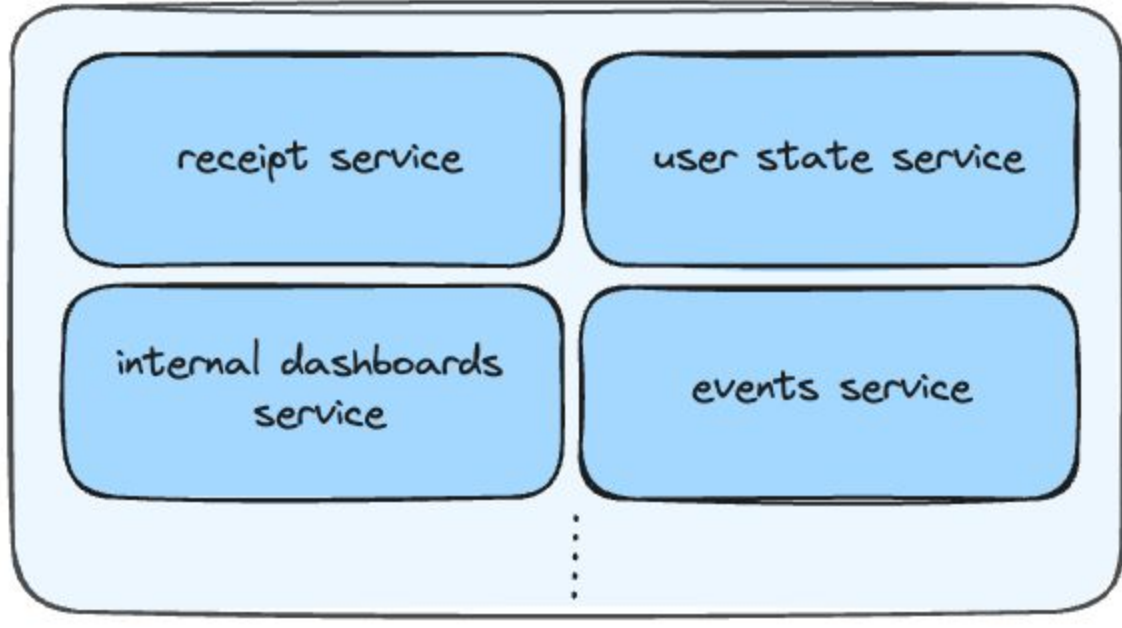 receipt service
user state service
internal dashboards
service
events service